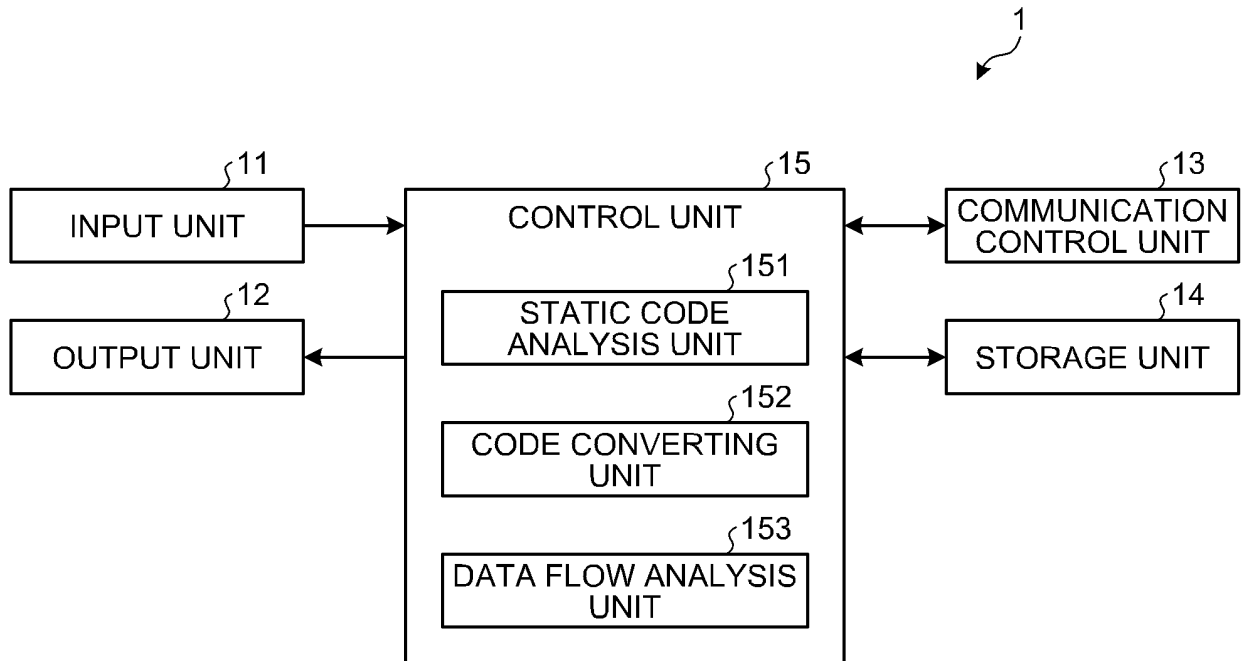 1
11
INPUT UNIT
12
OUTPUT UNIT
15
CONTROL UNIT
151
STATIC CODE
ANALYSIS UNIT
152
CODE CONVERTING
UNIT
153
DATA FLOW ANALYSIS
UNIT
13
COMMUNICATION
CONTROL UNIT
14
STORAGE UNIT